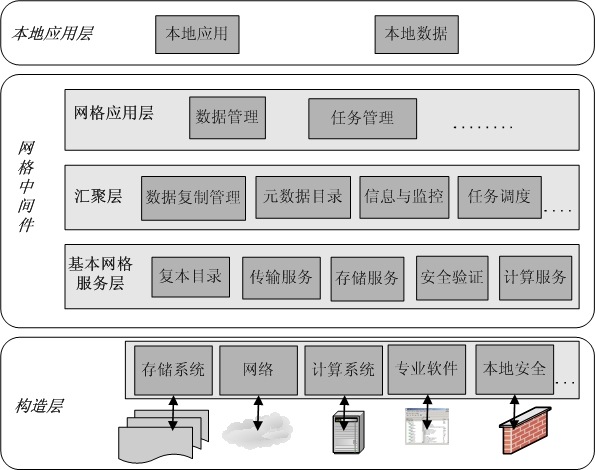 本地应用层 本地应用 本地数据
网格中间件
网格应用层 数据管理 任务管理 ........
汇聚层 数据复制管理 元数据目录 信息与监控 任务调度 ....
基本网格
服务层 复本目录 传输服务 存储服务 安全验证 计算服务
构造层
存储系统 网络 计算系统 专业软件 本地安全 ...